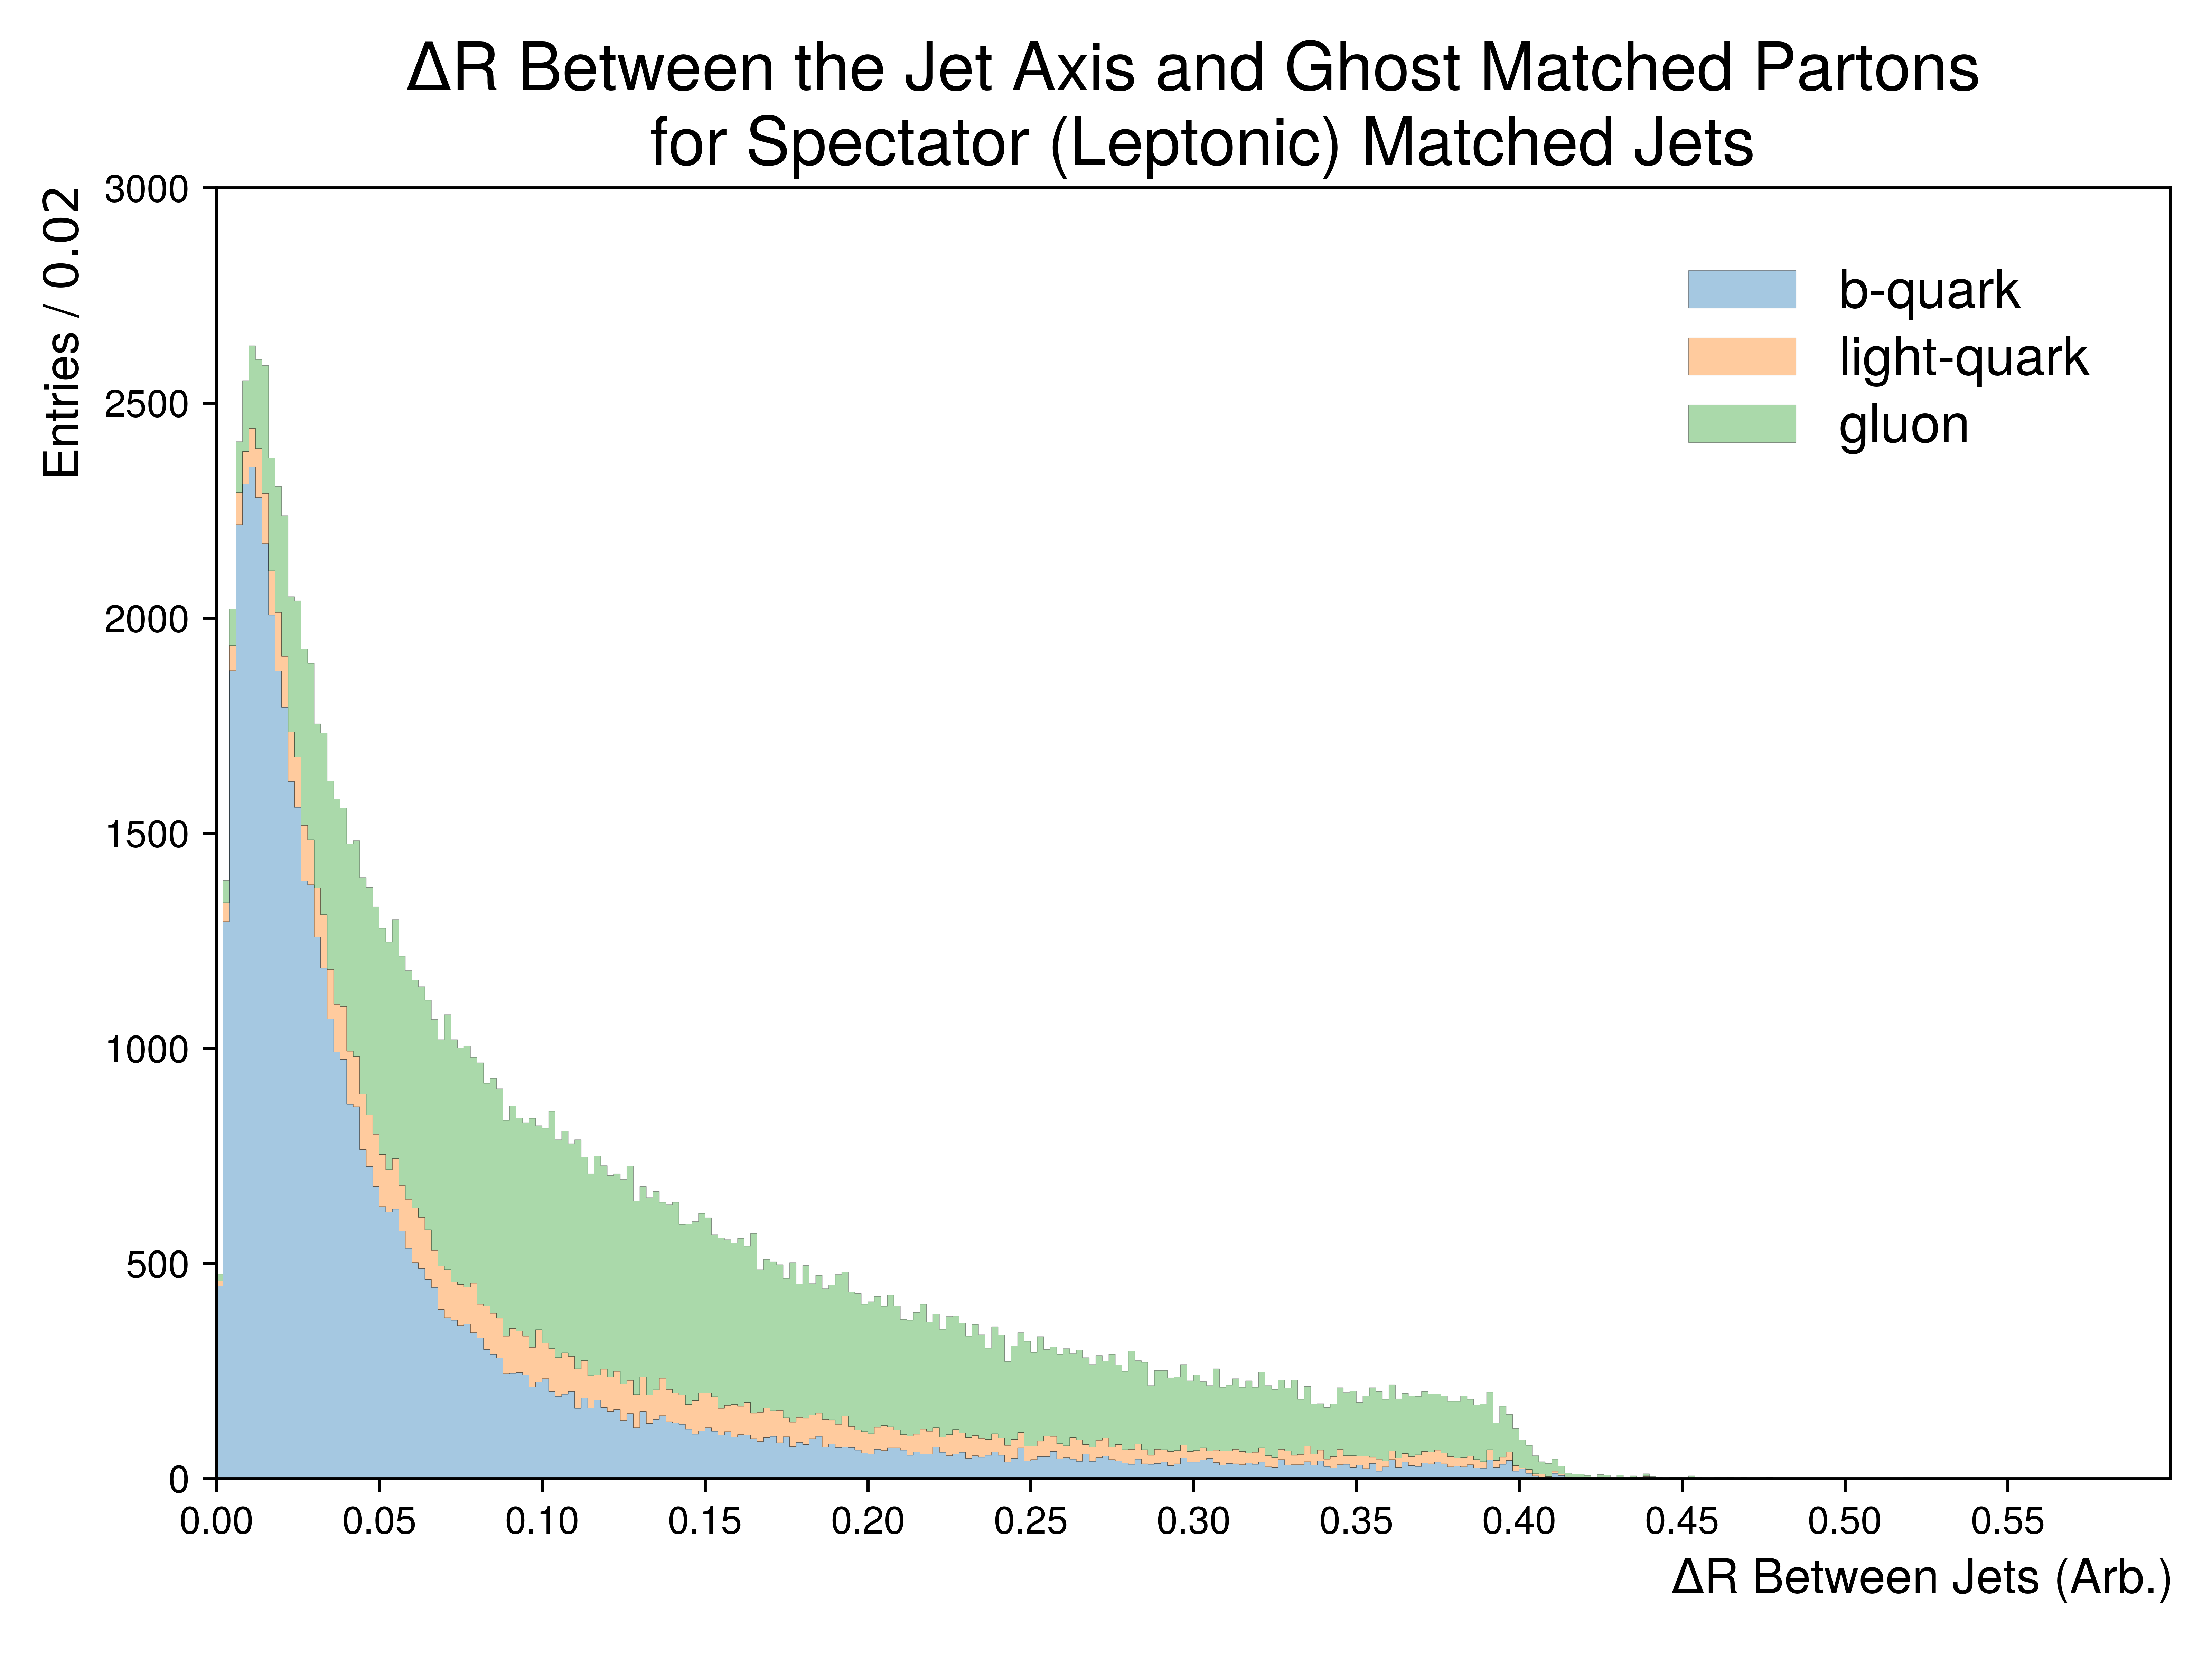 ΔR Between the Jet Axis and Ghost Matched Partons
for Spectator (Leptonic) Matched Jets
Entries / 0.02
3000
2500
2000
1500
1000
500
0
b-quark
light-quark
gluon
0.00 0.05 0.10 0.15 0.20 0.25 0.30 0.35 0.40 0.45 0.50 0.55
ΔR Between Jets (Arb.)